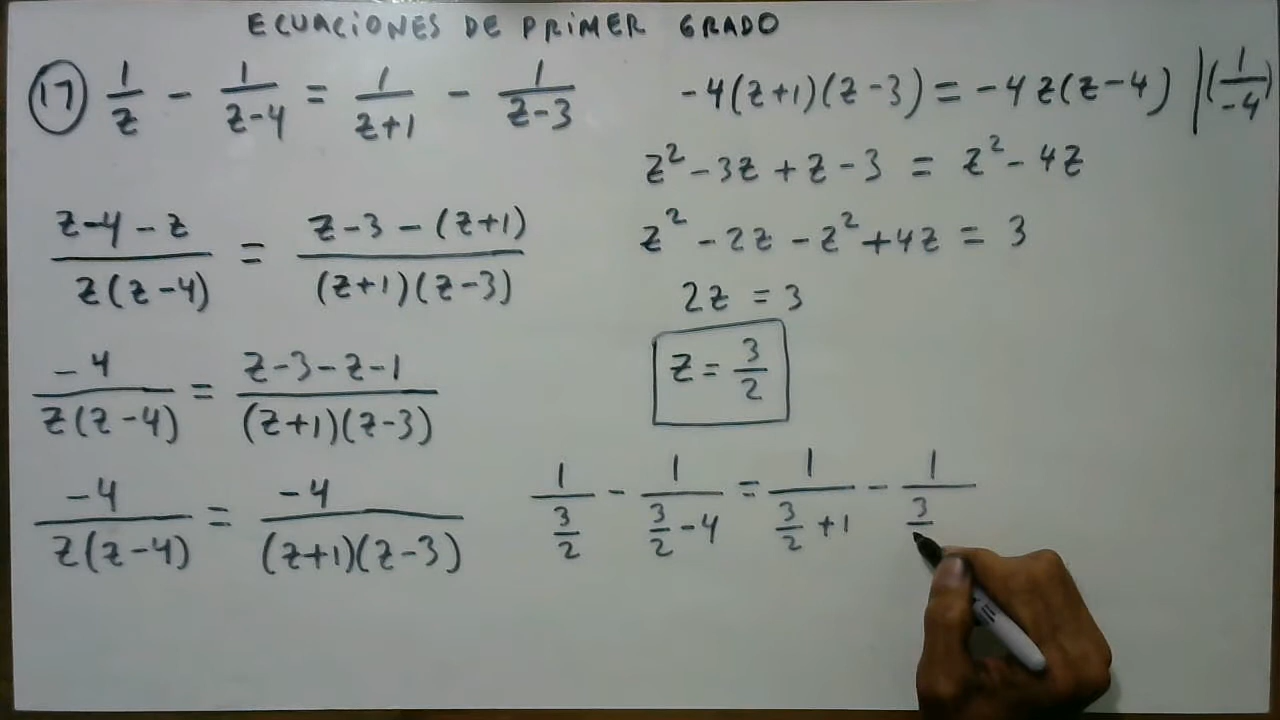 ECUACIONES DE PRIMER GRADO
17 1/z - 1/(z-4) = 1/(z+1) - 1/(z-3)
(z-4-z)/(z(z-4)) = (z-3-(z+1))/((z+1)(z-3))
-4/(z(z-4)) = (z-3-z-1)/((z+1)(z-3))
-4/(z(z-4)) = -4/((z+1)(z-3))
-4(z+1)(z-3) = -4z(z-4) |(1/-4)
z² - 3z + z - 3 = z² - 4z
z² - 2z - z² + 4z = 3
2z = 3
z = 3/2
1/(3/2) - 1/(3/2 - 4) = 1/(3/2 + 1) - 1/(3/